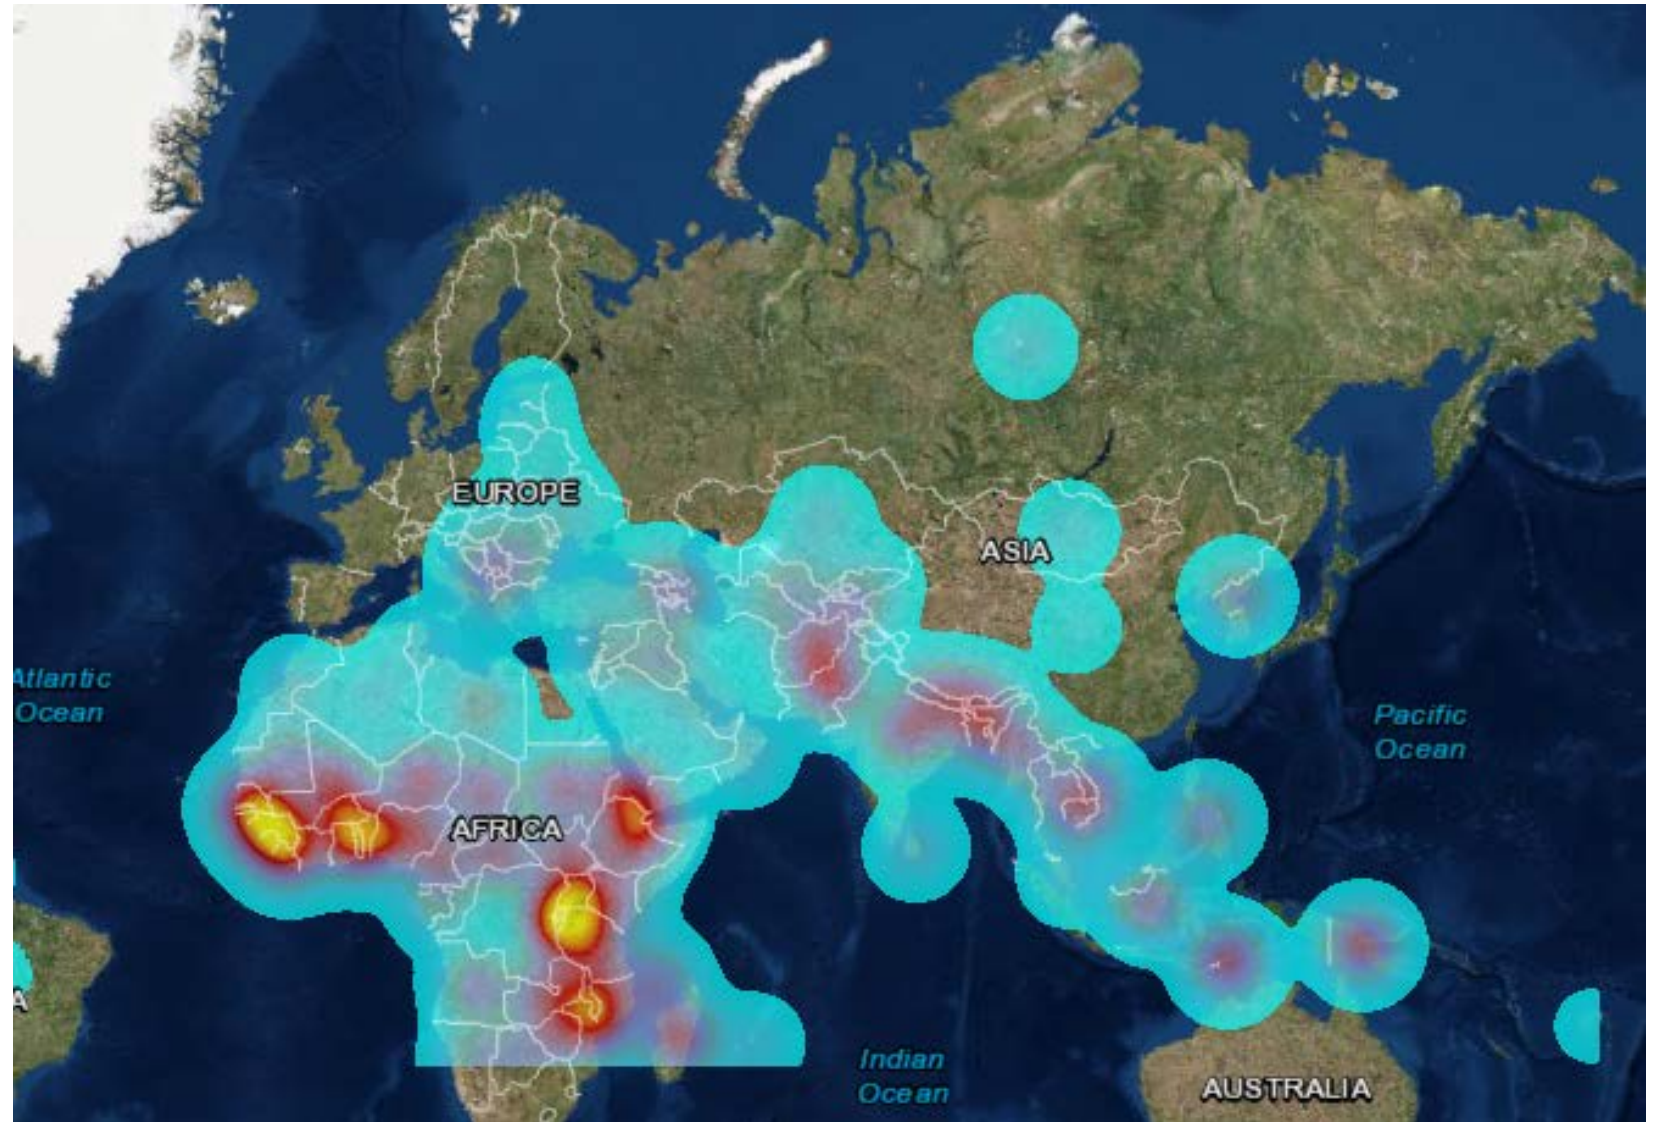 EUROPE
ASIA
Atlantic
Ocean
Pacific
Ocean
AFRICA
A
Indian
Ocean
AUSTRALIA